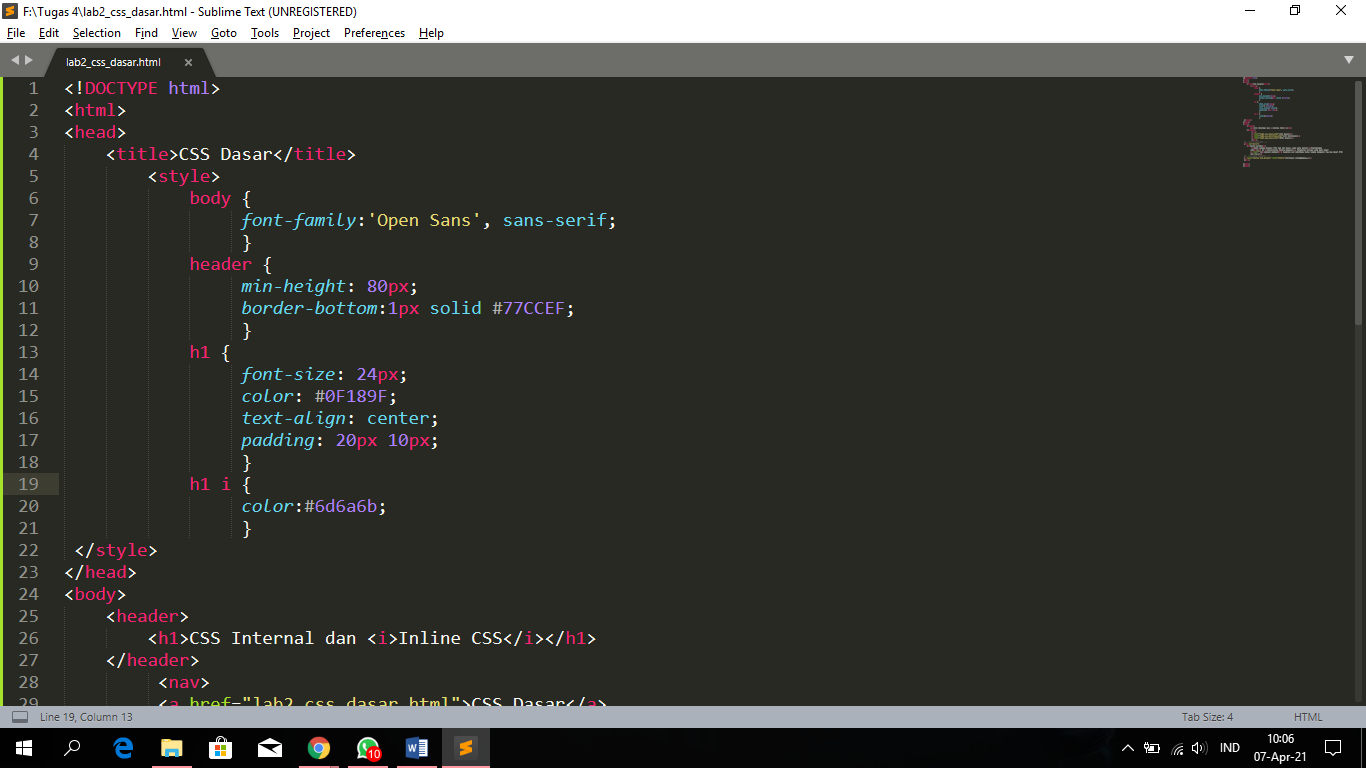 F:\Tugas 4\lab2_css_dasar.html - Sublime Text (UNREGISTERED)
File Edit Selection Find View Goto Tools Project Preferences Help
lab2_css_dasar.html
1 <!DOCTYPE html>
2 <html>
3 <head>
4 <title>CSS Dasar</title>
5 <style>
6 body {
7 font-family:'Open Sans', sans-serif;
8 }
9 header {
10 min-height: 80px;
11 border-bottom:1px solid #77CCEF;
12 }
13 h1 {
14 font-size: 24px;
15 color: #0F189F;
16 text-align: center;
17 padding: 20px 10px;
18 }
19 h1 i {
20 color:#6d6a6b;
21 }
22 </style>
23 </head>
24 <body>
25 <header>
26 <h1>CSS Internal dan <i>Inline CSS</i></h1>
27 </header>
28 <nav>
29 <a href="lab2_css_dasar.html">CSS Dasar</a>
Line 19, Column 13 Tab Size: 4 HTML
10 IND 10:06
07-Apr-21